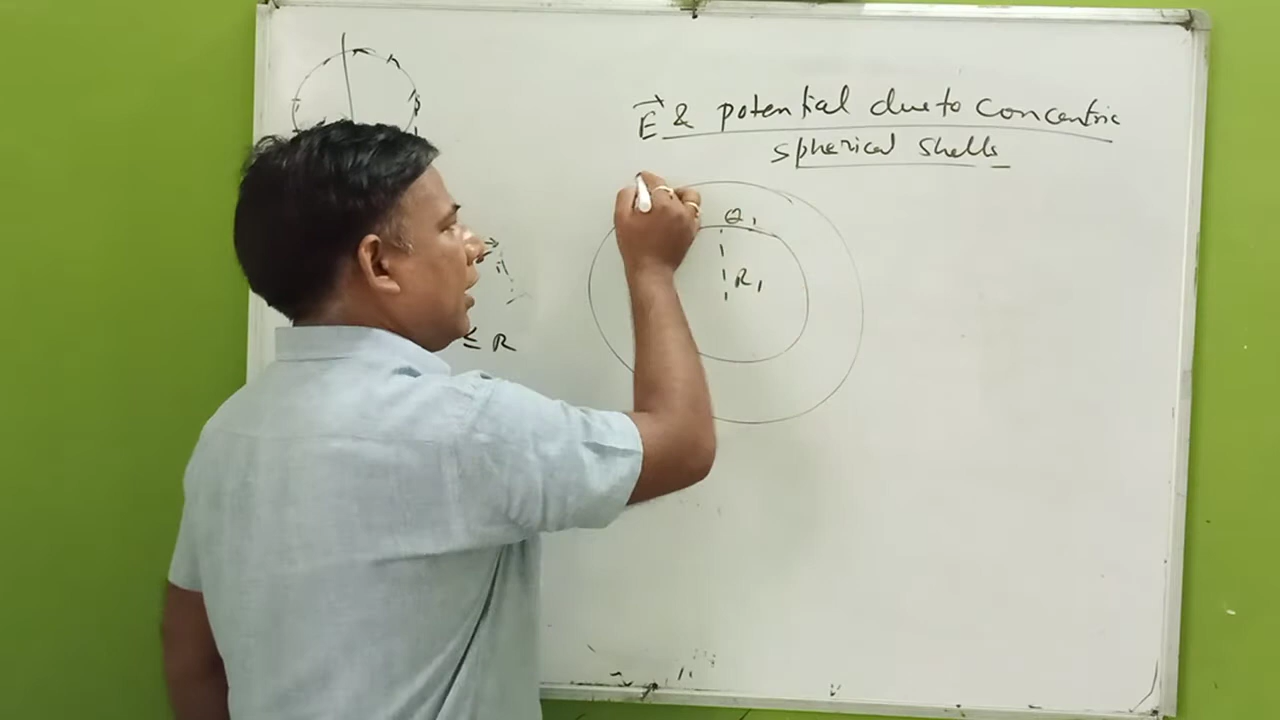 E⃗ & potential due to concentric
spherical shells
Q₁
R₁
≤ R